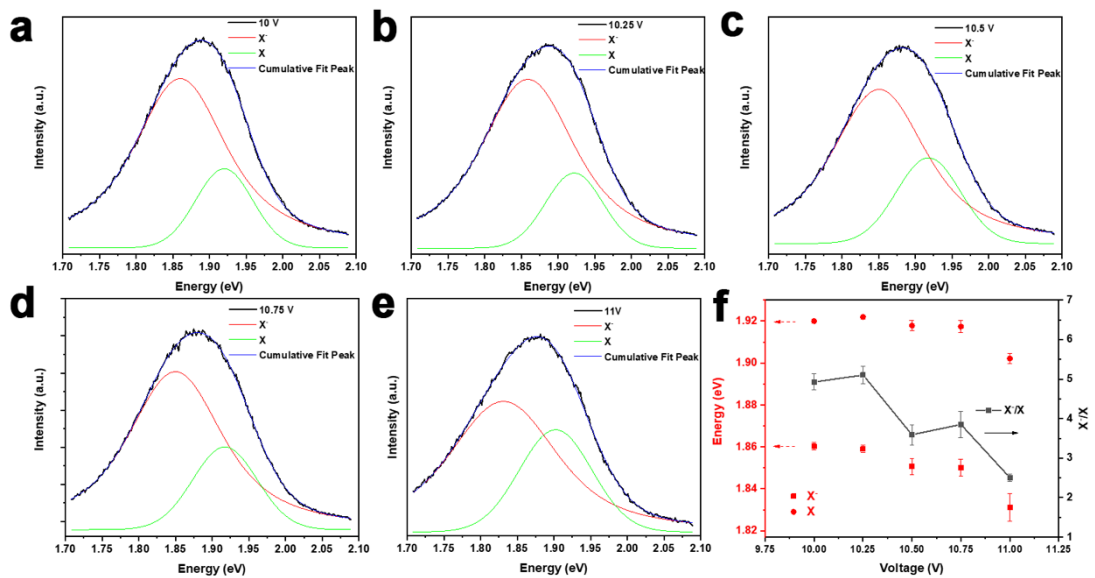 a
10 V
X⁻
X
Cumulative Fit Peak
Intensity (a.u.)
1.70 1.75 1.80 1.85 1.90 1.95 2.00 2.05 2.10
Energy (eV)
b
10.25 V
X⁻
X
Cumulative Fit Peak
Intensity (a.u.)
1.70 1.75 1.80 1.85 1.90 1.95 2.00 2.05 2.10
Energy (eV)
c
10.5 V
X⁻
X
Cumulative Fit Peak
Intensity (a.u.)
1.70 1.75 1.80 1.85 1.90 1.95 2.00 2.05 2.10
Energy (eV)
d
10.75 V
X⁻
X
Cumulative Fit Peak
Intensity (a.u.)
1.70 1.75 1.80 1.85 1.90 1.95 2.00 2.05 2.10
Energy (eV)
e
11V
X⁻
X
Cumulative Fit Peak
Intensity (a.u.)
1.70 1.75 1.80 1.85 1.90 1.95 2.00 2.05 2.10
Energy (eV)
f
Energy (eV)
1.92
1.90
1.88
1.86
1.84
1.82
X⁻/X
X⁻
X
7
6
5
4
3
2
1
X⁻/X
9.75 10.00 10.25 10.50 10.75 11.00 11.25
Voltage (V)